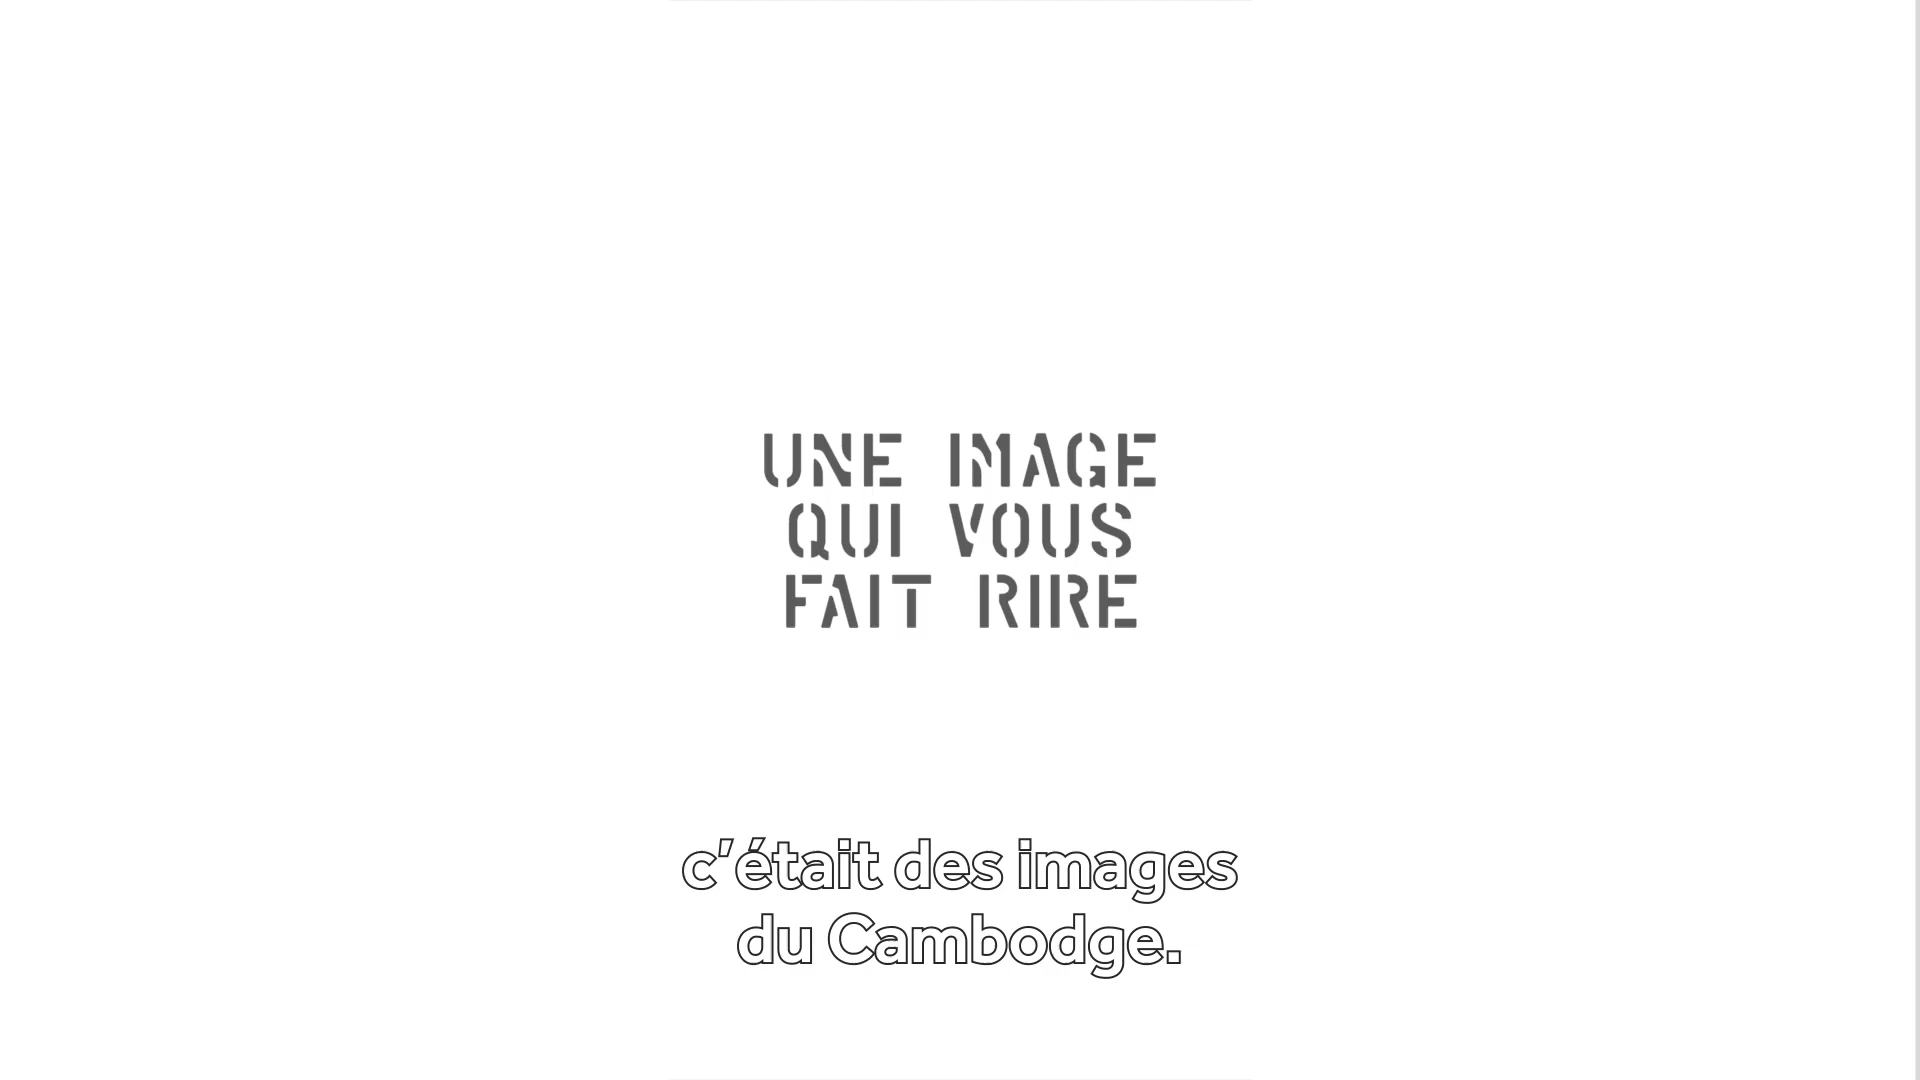 UNE IMAGE
QUI VOUS
FAIT RIRE
c'était des images
du Cambodge.